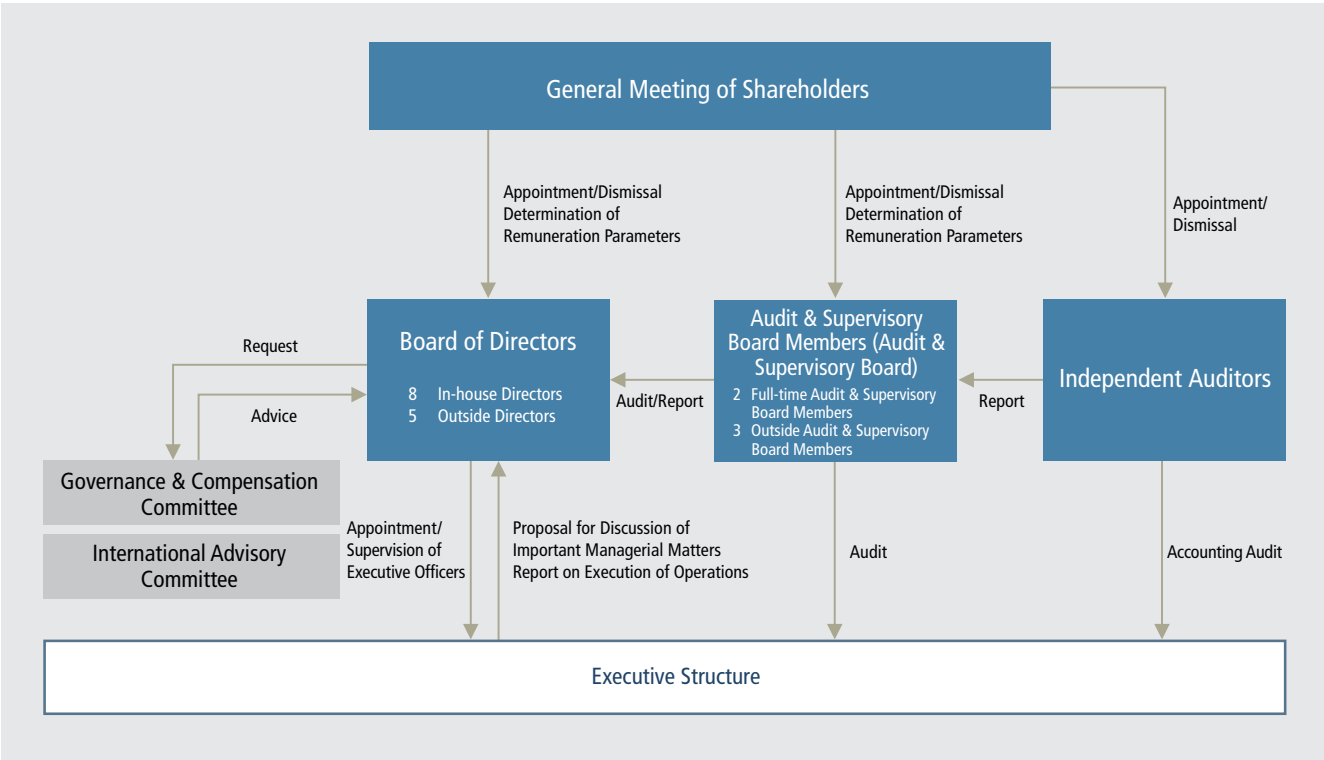 General Meeting of Shareholders
Appointment/Dismissal
Determination of
Remuneration Parameters
Appointment/Dismissal
Determination of
Remuneration Parameters
Appointment/
Dismissal
Board of Directors
8 In-house Directors
5 Outside Directors
Audit & Supervisory
Board Members (Audit &
Supervisory Board)
2 Full-time Audit & Supervisory
Board Members
3 Outside Audit & Supervisory
Board Members
Independent Auditors
Request
Advice
Audit/Report
Report
Governance & Compensation
Committee
International Advisory
Committee
Appointment/
Supervision of
Executive Officers
Proposal for Discussion of
Important Managerial Matters
Report on Execution of Operations
Audit
Accounting Audit
Executive Structure